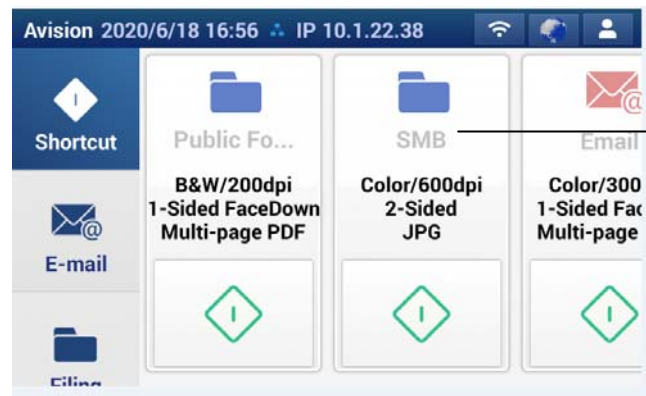 Avision 2020/6/18 16:56 IP 10.1.22.38
Shortcut
E-mail
Filing
Public Fo...
B&W/200dpi
1-Sided FaceDown
Multi-page PDF
SMB
Color/600dpi
2-Sided
JPG
Email
Color/300
1-Sided Fac
Multi-page